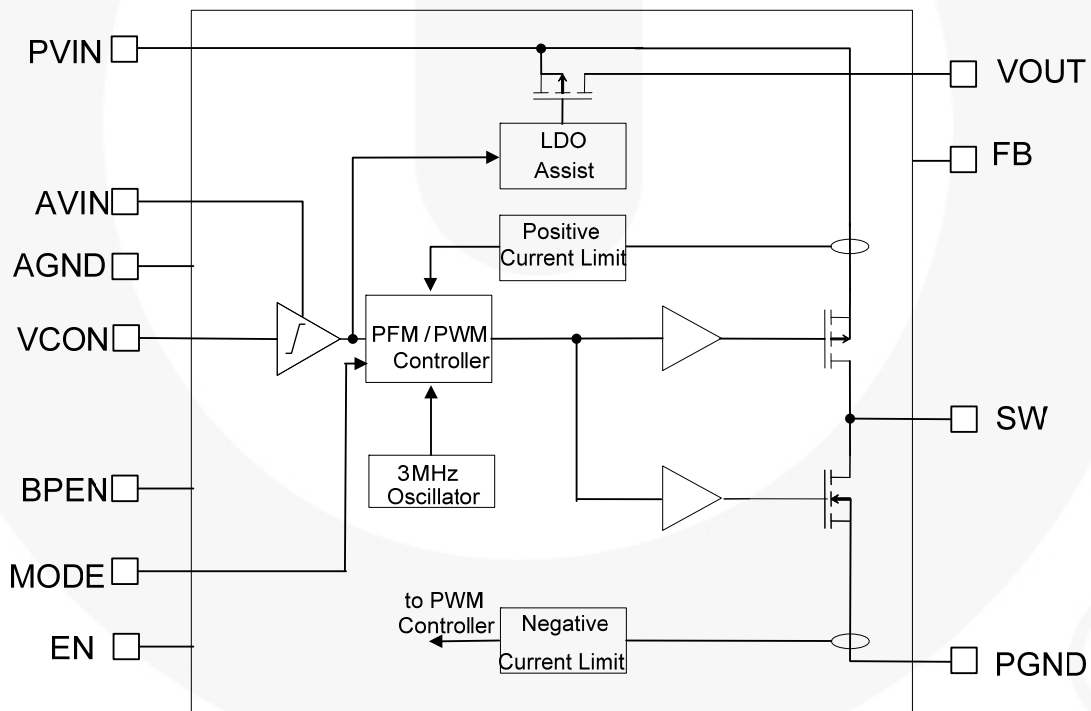 PVIN
VOUT
LDO
Assist
FB
AVIN
Positive
Current Limit
AGND
VCON
PFM / PWM
Controller
SW
3MHz
Oscillator
BPEN
MODE
to PWM
Controller
Negative
Current Limit
EN
PGND